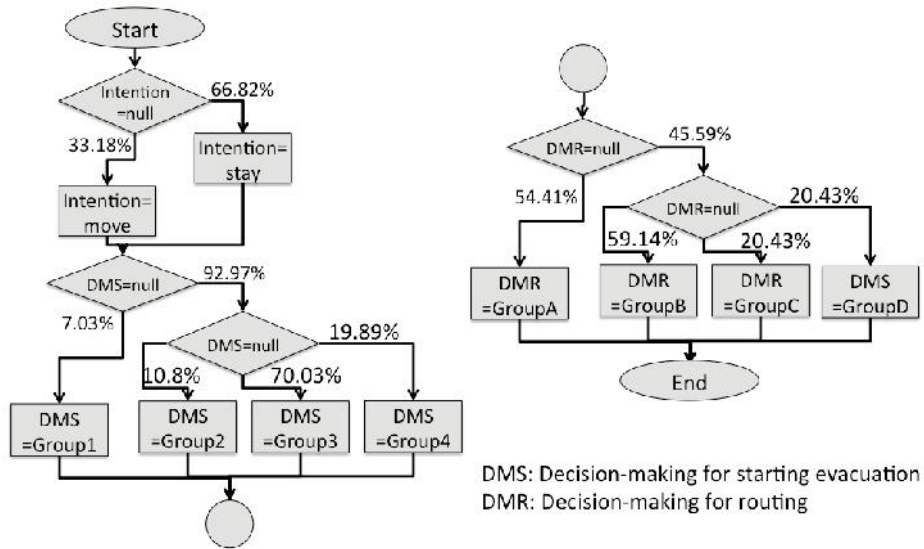 Start
Intention
=null
66.82%
33.18%
Intention=
stay
Intention=
move
DMS=null
92.97%
7.03%
DMS=null
19.89%
10.8%
70.03%
DMS
=Group1
DMS
=Group2
DMS
=Group3
DMS
=Group4
DMR=null
45.59%
54.41%
DMR=null
20.43%
59.14%
20.43%
DMR
=GroupA
DMR
=GroupB
DMR
=GroupC
DMS
=GroupD
End
DMS: Decision-making for starting evacuation
DMR: Decision-making for routing